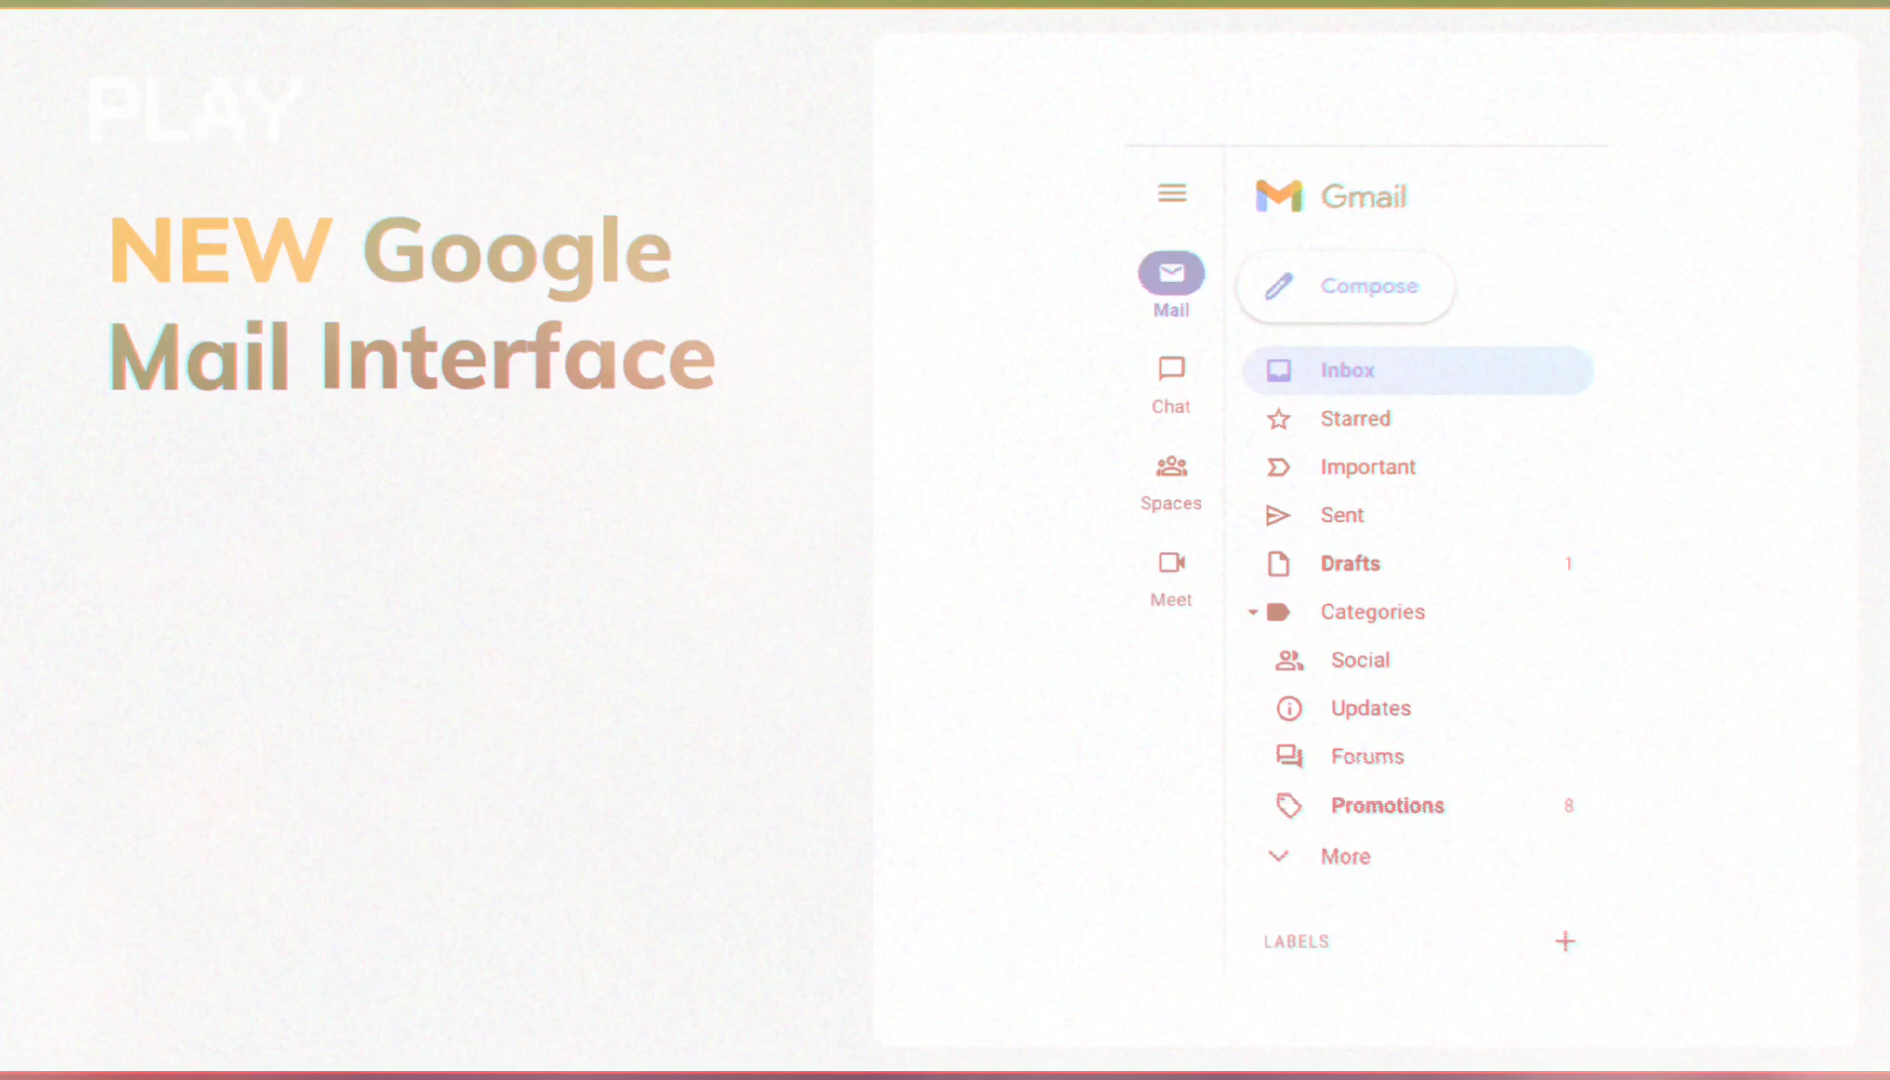 PLAY
NEW Google
Mail Interface
Gmail
Mail
Compose
Inbox
Chat
Starred
Important
Spaces
Sent
Drafts 1
Meet
Categories
Social
Updates
Forums
Promotions 8
More
LABELS +